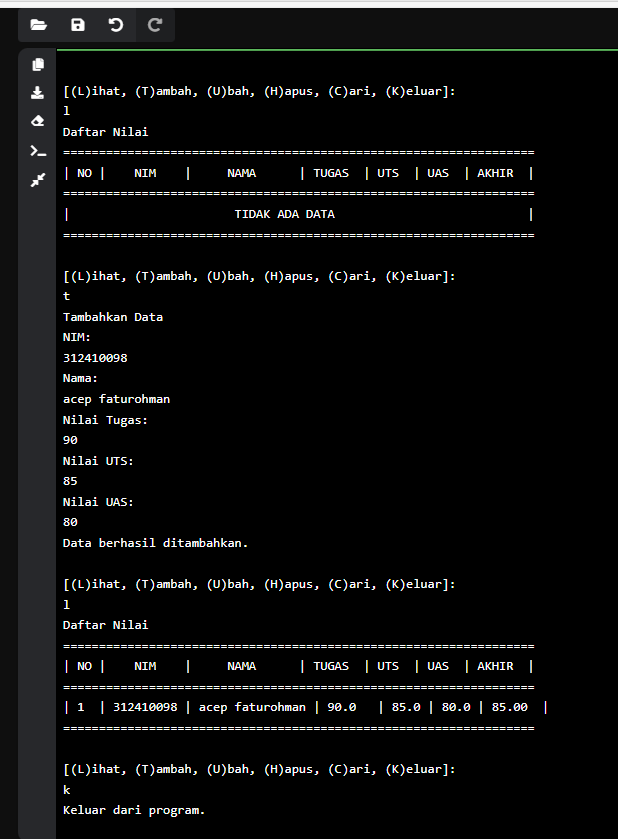 [(L)ihat, (T)ambah, (U)bah, (H)apus, (C)ari, (K)eluar]:
l
Daftar Nilai
==================================================================
| NO |    NIM    |     NAMA      | TUGAS  | UTS  | UAS  | AKHIR  |
==================================================================
|                       TIDAK ADA DATA                           |
==================================================================
[(L)ihat, (T)ambah, (U)bah, (H)apus, (C)ari, (K)eluar]:
t
Tambahkan Data
NIM:
312410098
Nama:
acep faturohman
Nilai Tugas:
90
Nilai UTS:
85
Nilai UAS:
80
Data berhasil ditambahkan.
[(L)ihat, (T)ambah, (U)bah, (H)apus, (C)ari, (K)eluar]:
l
Daftar Nilai
==================================================================
| NO |    NIM    |     NAMA      | TUGAS  | UTS  | UAS  | AKHIR  |
==================================================================
| 1  | 312410098 | acep faturohman | 90.0   | 85.0 | 80.0 | 85.00  |
==================================================================
[(L)ihat, (T)ambah, (U)bah, (H)apus, (C)ari, (K)eluar]:
k
Keluar dari program.